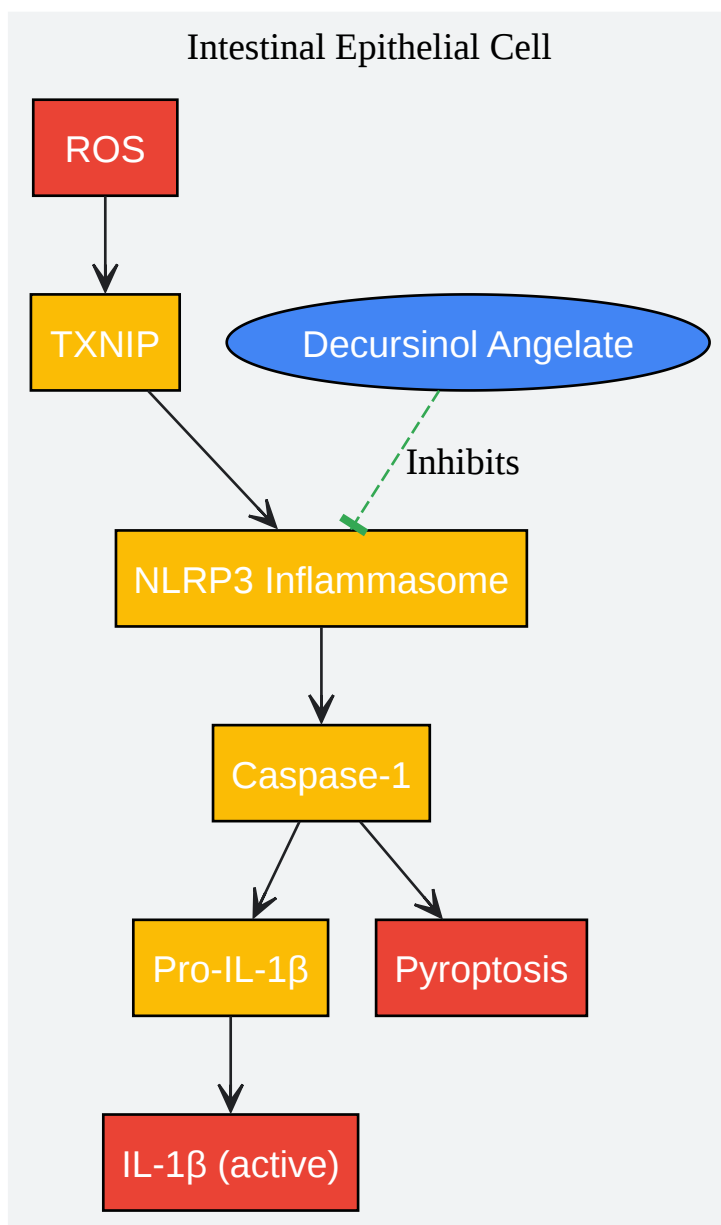 Intestinal Epithelial Cell
ROS
TXNIP
Decursinol Angelate
Inhibits
NLRP3 Inflammasome
Caspase-1
Pro-IL-1β
Pyroptosis
IL-1β (active)